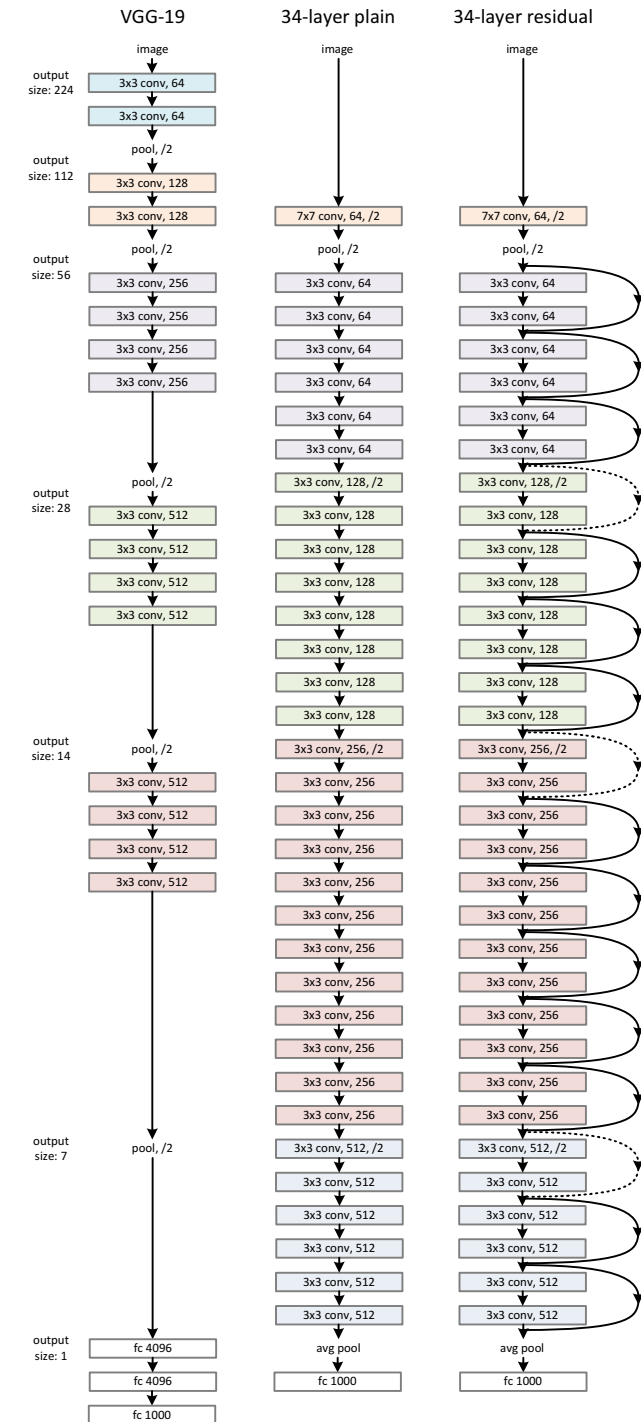 VGG-19
image
output
size: 224
3x3 conv, 64
3x3 conv, 64
pool, /2
output
size: 112
3x3 conv, 128
3x3 conv, 128
pool, /2
output
size: 56
3x3 conv, 256
3x3 conv, 256
3x3 conv, 256
3x3 conv, 256
pool, /2
output
size: 28
3x3 conv, 512
3x3 conv, 512
3x3 conv, 512
3x3 conv, 512
output
size: 14
pool, /2
3x3 conv, 512
3x3 conv, 512
3x3 conv, 512
3x3 conv, 512
output
size: 7
pool, /2
output
size: 1
fc 4096
fc 4096
fc 1000
34-layer plain
image
7x7 conv, 64, /2
pool, /2
3x3 conv, 64
3x3 conv, 64
3x3 conv, 64
3x3 conv, 64
3x3 conv, 64
3x3 conv, 64
3x3 conv, 128, /2
3x3 conv, 128
3x3 conv, 128
3x3 conv, 128
3x3 conv, 128
3x3 conv, 128
3x3 conv, 128
3x3 conv, 128
3x3 conv, 256, /2
3x3 conv, 256
3x3 conv, 256
3x3 conv, 256
3x3 conv, 256
3x3 conv, 256
3x3 conv, 256
3x3 conv, 256
3x3 conv, 256
3x3 conv, 256
3x3 conv, 256
3x3 conv, 256
3x3 conv, 512, /2
3x3 conv, 512
3x3 conv, 512
3x3 conv, 512
3x3 conv, 512
3x3 conv, 512
avg pool
fc 1000
34-layer residual
image
7x7 conv, 64, /2
pool, /2
3x3 conv, 64
3x3 conv, 64
3x3 conv, 64
3x3 conv, 64
3x3 conv, 64
3x3 conv, 64
3x3 conv, 128, /2
3x3 conv, 128
3x3 conv, 128
3x3 conv, 128
3x3 conv, 128
3x3 conv, 128
3x3 conv, 128
3x3 conv, 128
3x3 conv, 256, /2
3x3 conv, 256
3x3 conv, 256
3x3 conv, 256
3x3 conv, 256
3x3 conv, 256
3x3 conv, 256
3x3 conv, 256
3x3 conv, 256
3x3 conv, 256
3x3 conv, 256
3x3 conv, 256
3x3 conv, 512, /2
3x3 conv, 512
3x3 conv, 512
3x3 conv, 512
3x3 conv, 512
3x3 conv, 512
avg pool
fc 1000